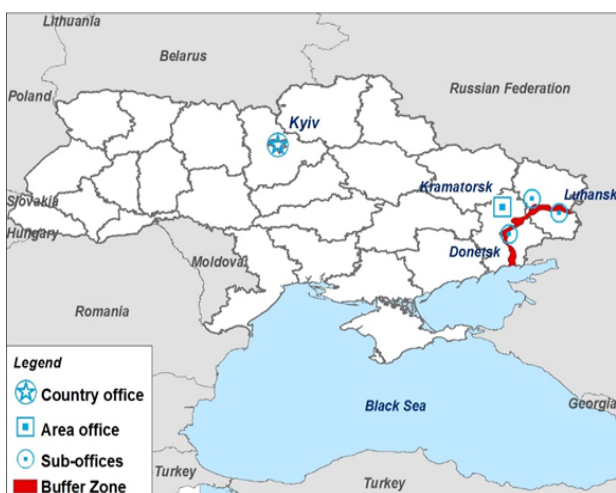 Lithuania
Belarus
Poland
Russian Federation
Kyiv
Kramatorsk
Luhansk
Slovakia
Hungary
Donetsk
Moldova
Romania
Legend
Country office
Area office
Sub-offices
Buffer Zone
Black Sea
Georgia
Turkey
Turkey